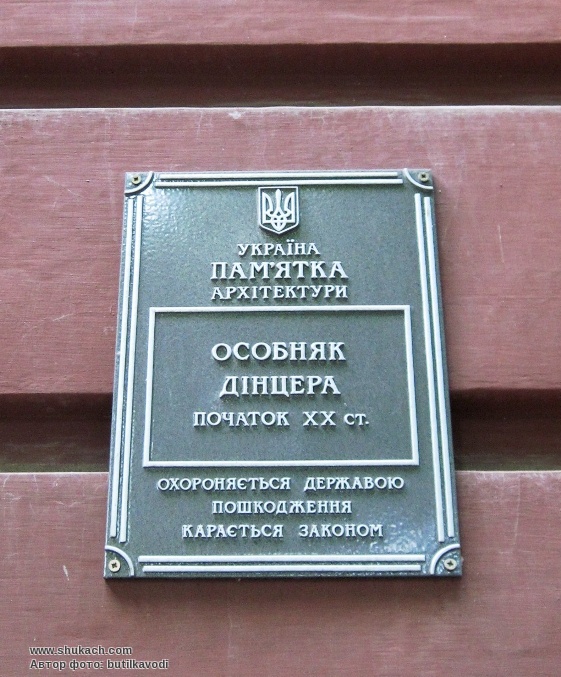 УКРАЇНА
ПАМ'ЯТКА
АРХІТЕКТУРИ
ОСОБНЯК
ДІНЦЕРА
ПОЧАТОК XX СТ.
ОХОРОНЯЄТЬСЯ ДЕРЖАВОЮ
ПОШКОДЖЕННЯ
КАРАЄТЬСЯ ЗАКОНОМ
www.shukach.com
Автор фото: butilkavodi